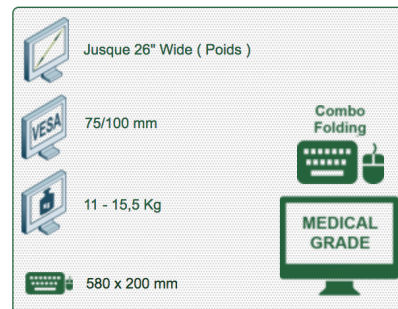 Jusque 26" Wide ( Poids )
VESA
75/100 mm
Combo
Folding
KG
11 - 15,5 Kg
MEDICAL
GRADE
580 x 200 mm